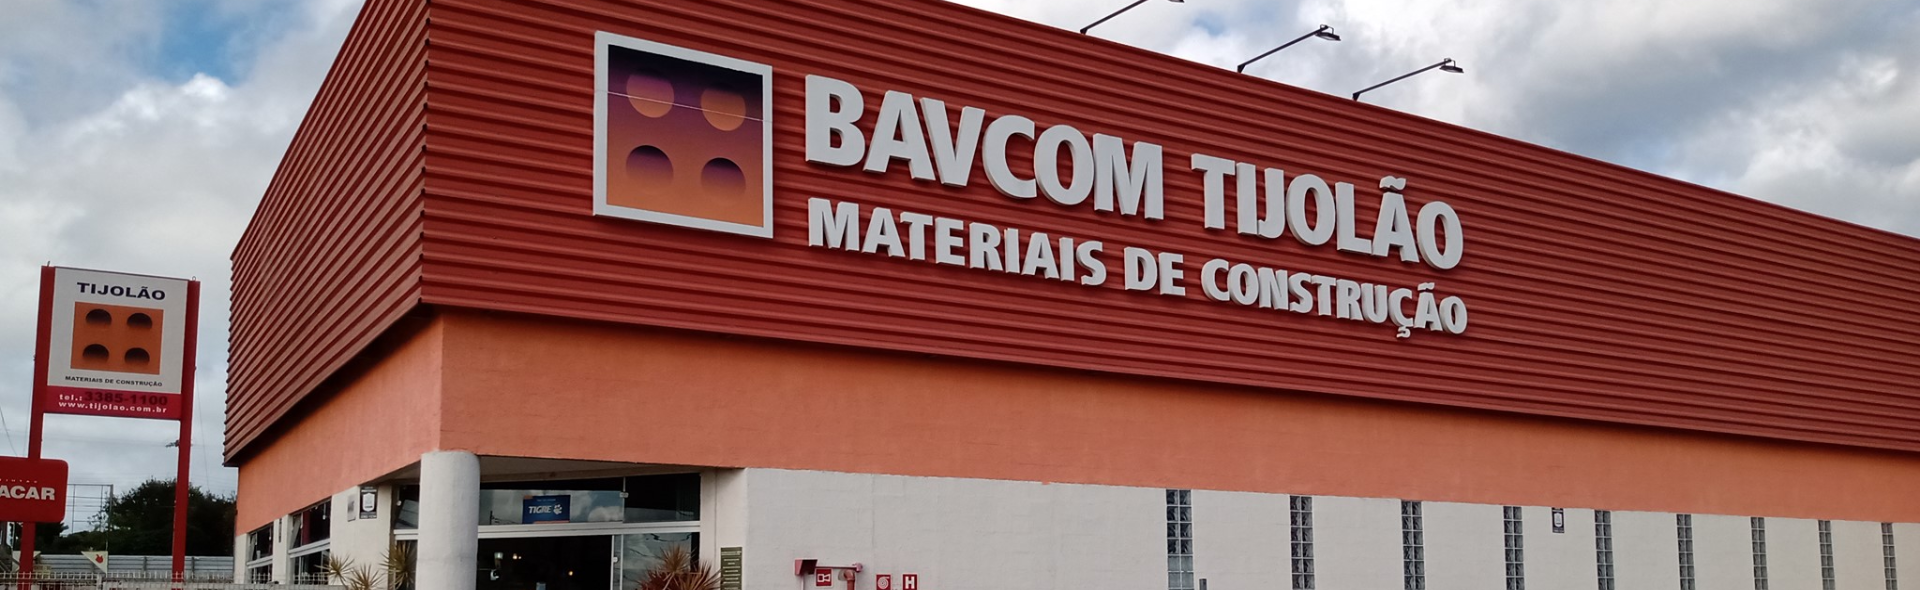 BAVCOM TIJOLÃO
MATERIAIS DE CONSTRUÇÃO
TIJOLÃO
MATERIAIS DE CONSTRUÇÃO
tel.: 3385-1100
www.tijolao.com.br
ACAR
TIGRE
H